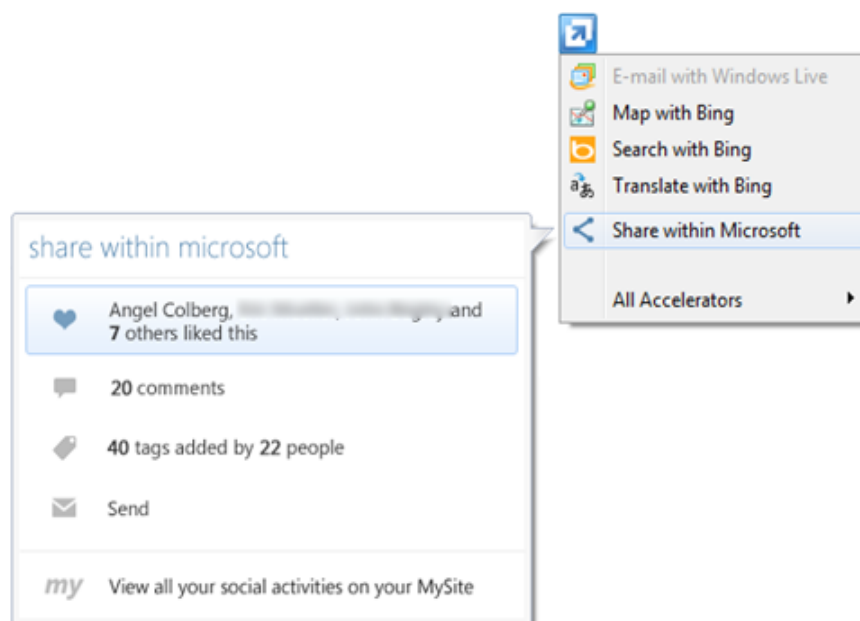 E-mail with Windows Live
Map with Bing
Search with Bing
Translate with Bing
Share within Microsoft
All Accelerators
share within microsoft
Angel Colberg, and
7 others liked this
20 comments
40 tags added by 22 people
Send
my View all your social activities on your MySite